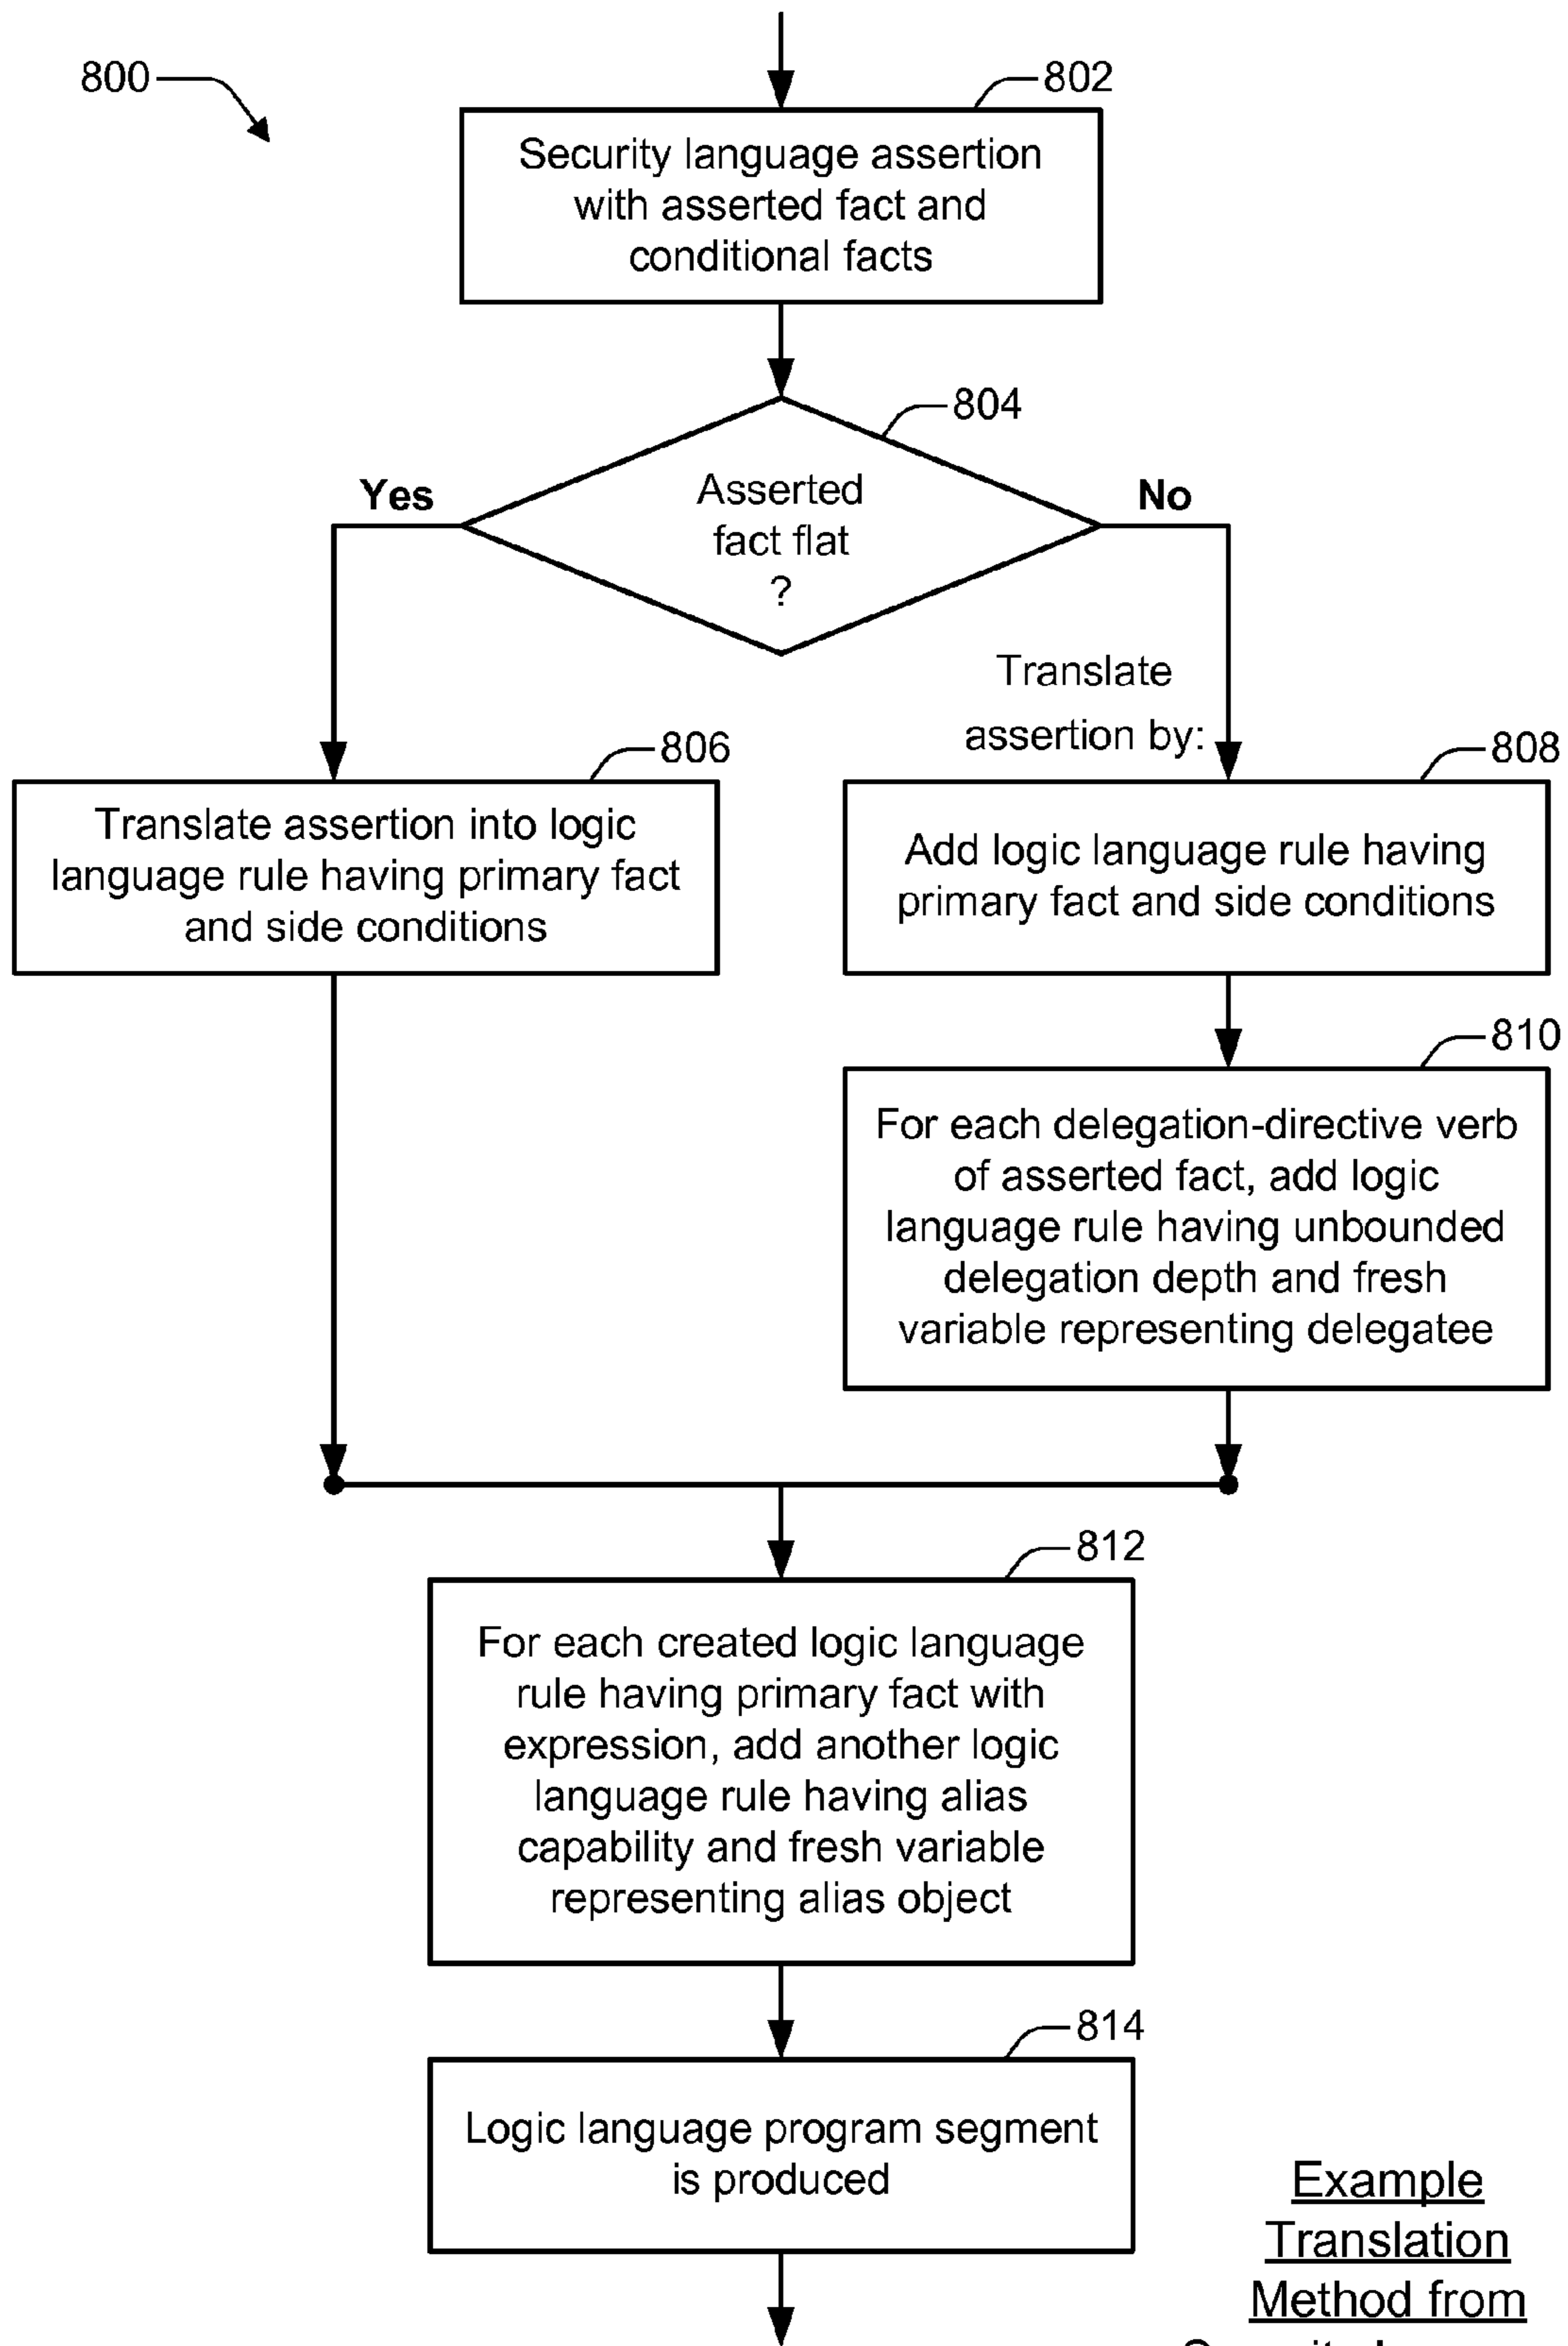 800
802
Security language assertion
with asserted fact and
conditional facts
804
Yes
Asserted
fact flat
?
No
Translate
assertion by:
806
Translate assertion into logic
language rule having primary fact
and side conditions
808
Add logic language rule having
primary fact and side conditions
810
For each delegation-directive verb
of asserted fact, add logic
language rule having unbounded
delegation depth and fresh
variable representing delegatee
812
For each created logic language
rule having primary fact with
expression, add another logic
language rule having alias
capability and fresh variable
representing alias object
814
Logic language program segment
is produced
Example
Translation
Method from